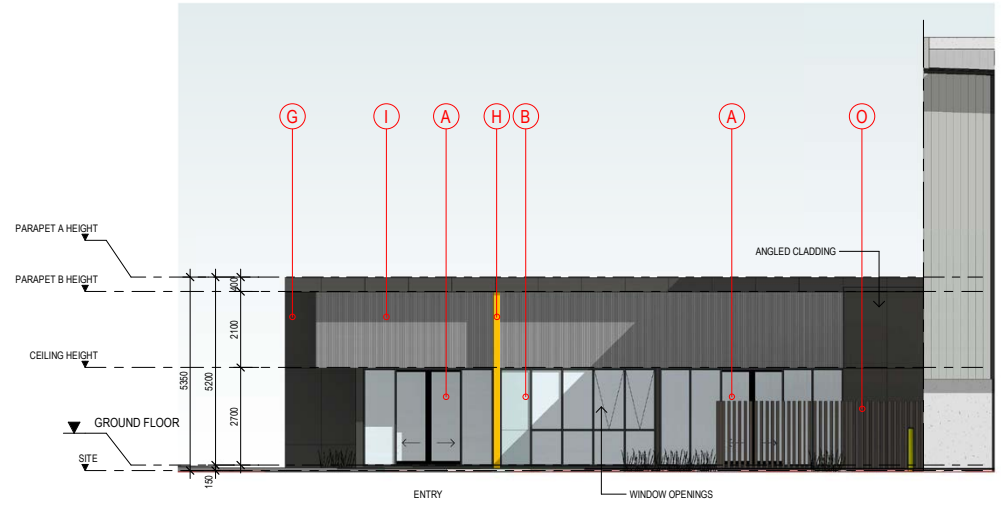 G I A H B A O
PARAPET A HEIGHT
ANGLED CLADDING
PARAPET B HEIGHT
400
2100
CEILING HEIGHT
5350
5200
2700
GROUND FLOOR
SITE
150
ENTRY
WINDOW OPENINGS